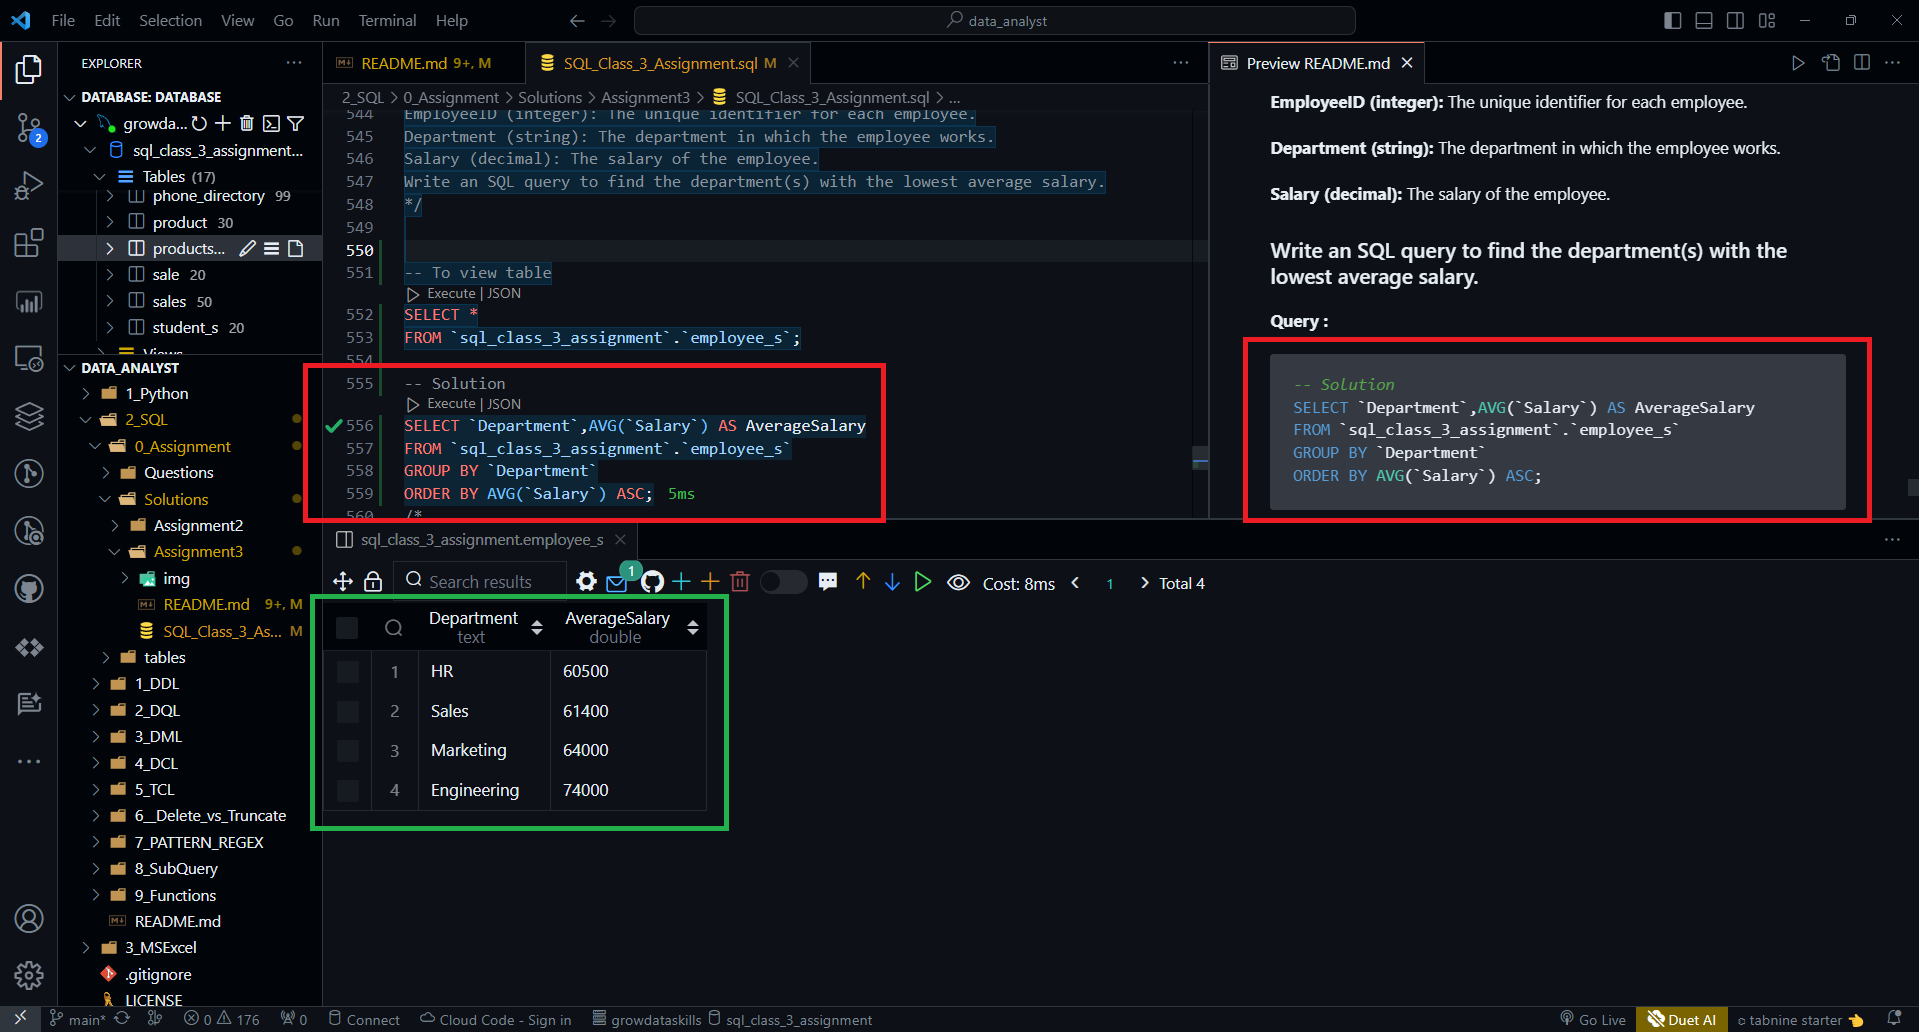 File Edit Selection View Go Run Terminal Help
data_analyst
EXPLORER
DATABASE: DATABASE
growda...
sql_class_3_assignment...
Tables (17)
phone_directory 99
product 30
products...
sale 20
sales 50
student_s 20
Views
DATA_ANALYST
1_Python
2_SQL
0_Assignment
Questions
Solutions
Assignment2
Assignment3
img
README.md 9+, M
SQL_Class_3_As... M
tables
1_DDL
2_DQL
3_DML
4_DCL
5_TCL
6__Delete_vs_Truncate
7_PATTERN_REGEX
8_SubQuery
9_Functions
README.md
3_MSExcel
.gitignore
LICENSE
2
README.md 9+, M
SQL_Class_3_Assignment.sql M
2_SQL > 0_Assignment > Solutions > Assignment3 > SQL_Class_3_Assignment.sql > ...
544 EmployeeID (integer): The unique identifier for each employee.
545 Department (string): The department in which the employee works.
546 Salary (decimal): The salary of the employee.
547 Write an SQL query to find the department(s) with the lowest average salary.
548 */
549
550
551 -- To view table
Execute | JSON
552 SELECT *
553 FROM `sql_class_3_assignment`.`employee_s`;
554
555 -- Solution
Execute | JSON
556 SELECT `Department`,AVG(`Salary`) AS AverageSalary
557 FROM `sql_class_3_assignment`.`employee_s`
558 GROUP BY `Department`
559 ORDER BY AVG(`Salary`) ASC; 5ms
560 /*
Preview README.md
EmployeeID (integer): The unique identifier for each employee.
Department (string): The department in which the employee works.
Salary (decimal): The salary of the employee.
Write an SQL query to find the department(s) with the
lowest average salary.
Query :
-- Solution
SELECT `Department`,AVG(`Salary`) AS AverageSalary
FROM `sql_class_3_assignment`.`employee_s`
GROUP BY `Department`
ORDER BY AVG(`Salary`) ASC;
sql_class_3_assignment.employee_s
Search results 1 Cost: 8ms < 1 > Total 4
Department AverageSalary
text double
1 HR 60500
2 Sales 61400
3 Marketing 64000
4 Engineering 74000
main* 0 176 0 Connect Cloud Code - Sign in growdataskills sql_class_3_assignment Go Live Duet AI tabnine starter